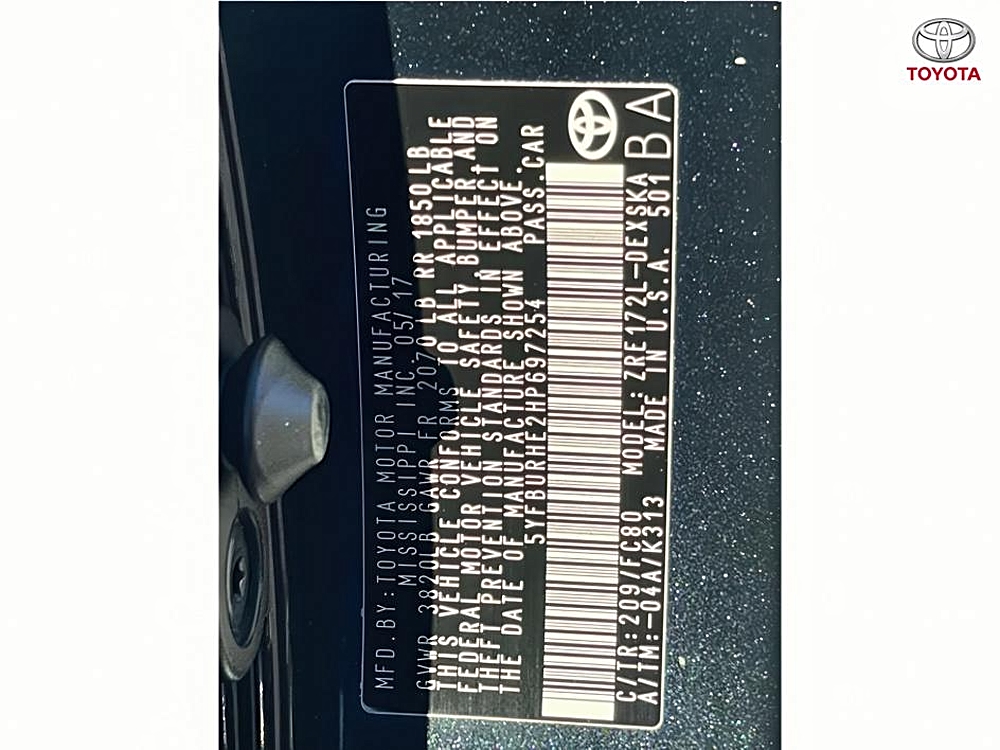 MFD.BY:TOYOTA MOTOR MANUFACTURING
MISSISSIPPI INC. 05/17
GVWR 3820LB GAWR FR 2070LB RR 1850LB
THIS VEHICLE CONFORMS TO ALL APPLICABLE
FEDERAL MOTOR VEHICLE SAFETY, BUMPER,AND
THEFT PREVENTION STANDARDS IN EFFECT ON
THE DATE OF MANUFACTURE SHOWN ABOVE.
5YFBURHE2HP697254 PASS.CAR
C/TR:209/FC80 MODEL:ZRE172L-DEXSKA
A/TM:-04A/K313 MADE IN U.S.A. 501
BA
TOYOTA